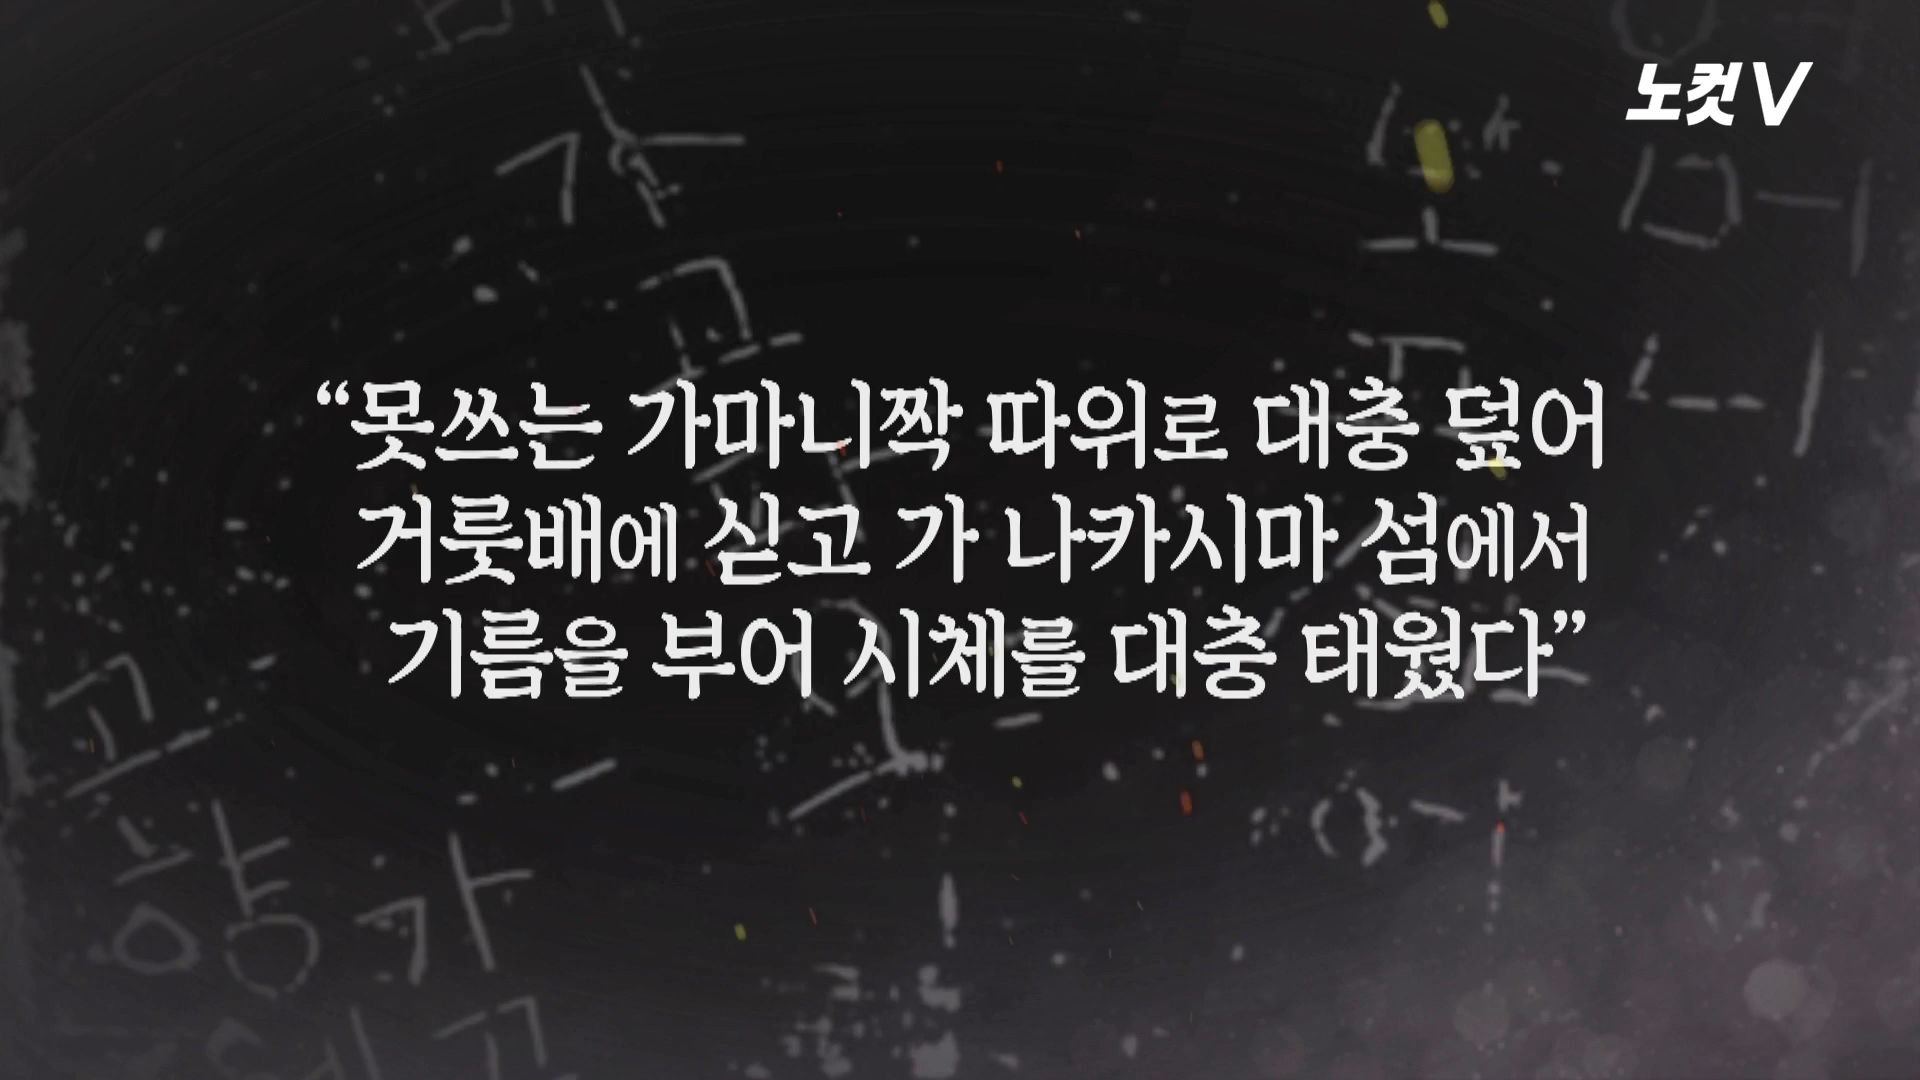 노컷V
“못쓰는 가마니짝 따위로 대충 덮어
거룻배에 싣고 가 나카시마 섬에서
기름을 부어 시체를 대충 태웠다”